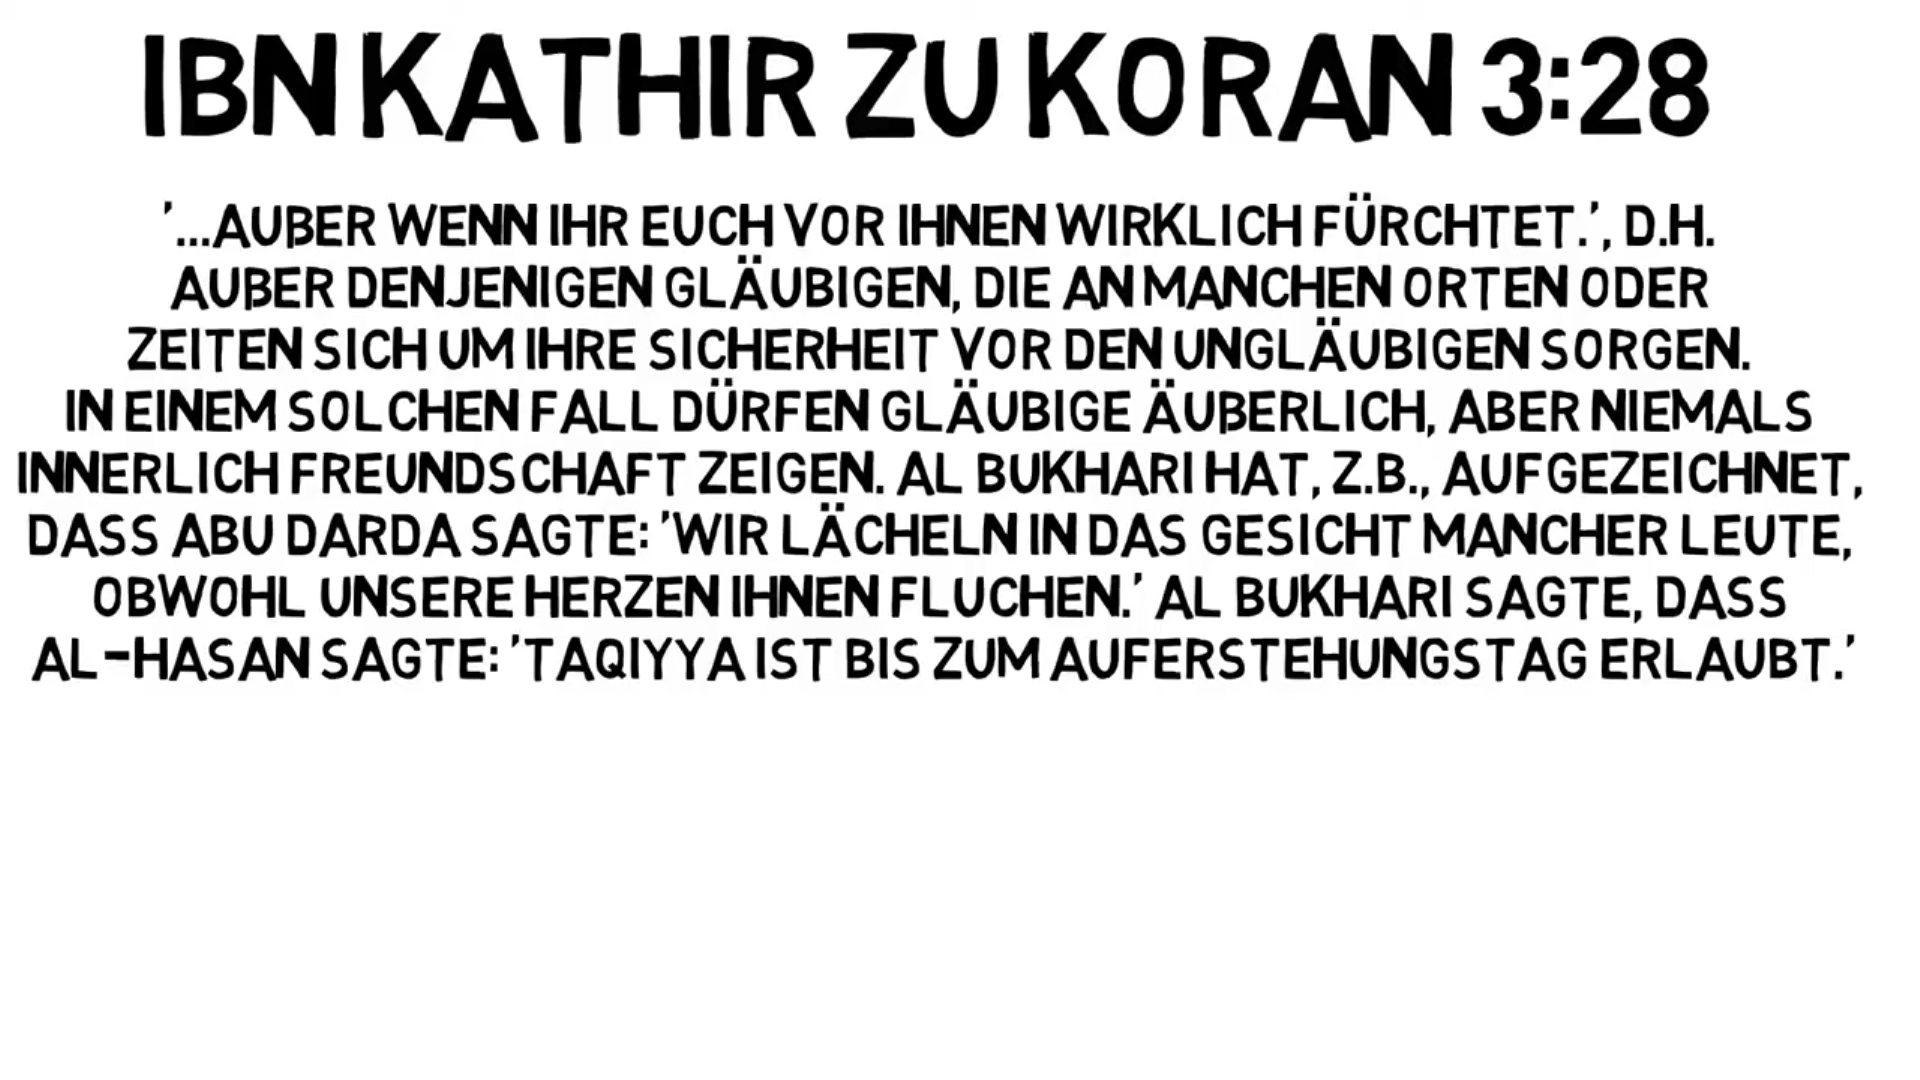 IBN KATHIR ZU KORAN 3:28
'...AUßER WENN IHR EUCH VOR IHNEN WIRKLICH FÜRCHTET.', D.H.
AUßER DENJENIGEN GLÄUBIGEN, DIE AN MANCHEN ORTEN ODER
ZEITEN SICH UM IHRE SICHERHEIT VOR DEN UNGLÄUBIGEN SORGEN.
IN EINEM SOLCHEN FALL DÜRFEN GLÄUBIGE ÄUßERLICH, ABER NIEMALS
INNERLICH FREUNDSCHAFT ZEIGEN. AL BUKHARI HAT, Z.B., AUFGEZEICHNET,
DASS ABU DARDA SAGTE: 'WIR LÄCHELN IN DAS GESICHT MANCHER LEUTE,
OBWOHL UNSERE HERZEN IHNEN FLUCHEN.' AL BUKHARI SAGTE, DASS
AL-HASAN SAGTE: 'TAQIYYA IST BIS ZUM AUFERSTEHUNGSTAG ERLAUBT.'